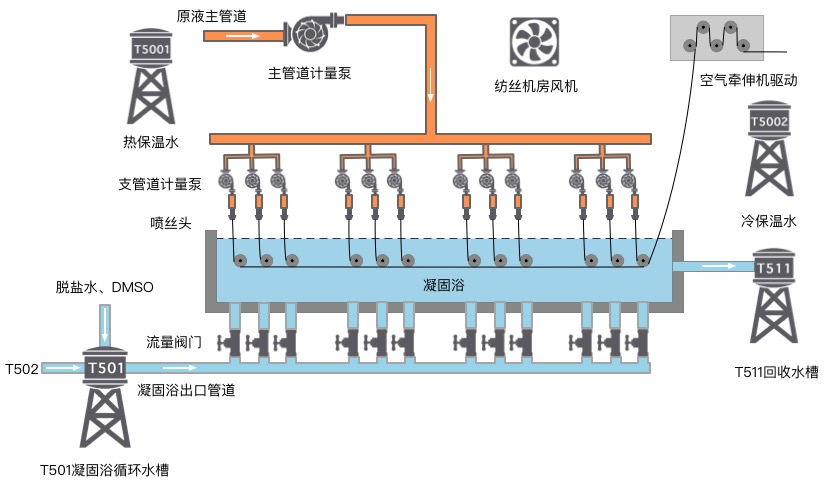 原液主管道
T5001
主管道计量泵
纺丝机房风机
空气牵伸机驱动
T5002
热保温水
支管道计量泵
冷保温水
喷丝头
T511
凝固浴
脱盐水、DMSO
流量阀门
T502
T501
T511回收水槽
凝固浴出口管道
T501凝固浴循环水槽